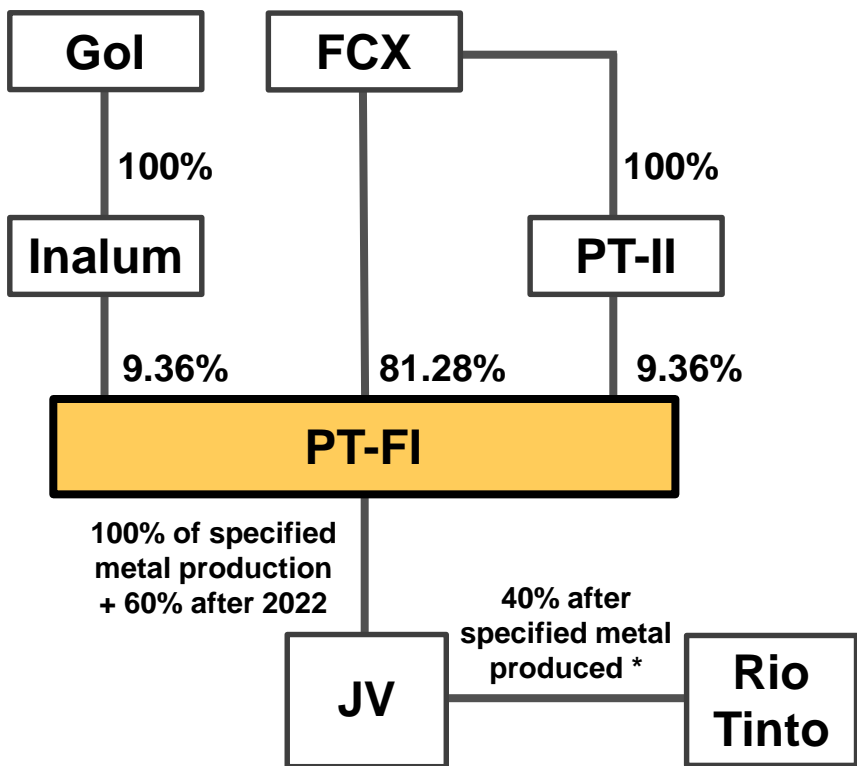 GoI
FCX
100%
100%
Inalum
PT-II
9.36%
81.28%
9.36%
PT-FI
100% of specified
metal production
+ 60% after 2022
40% after
specified metal
produced *
JV
Rio
Tinto